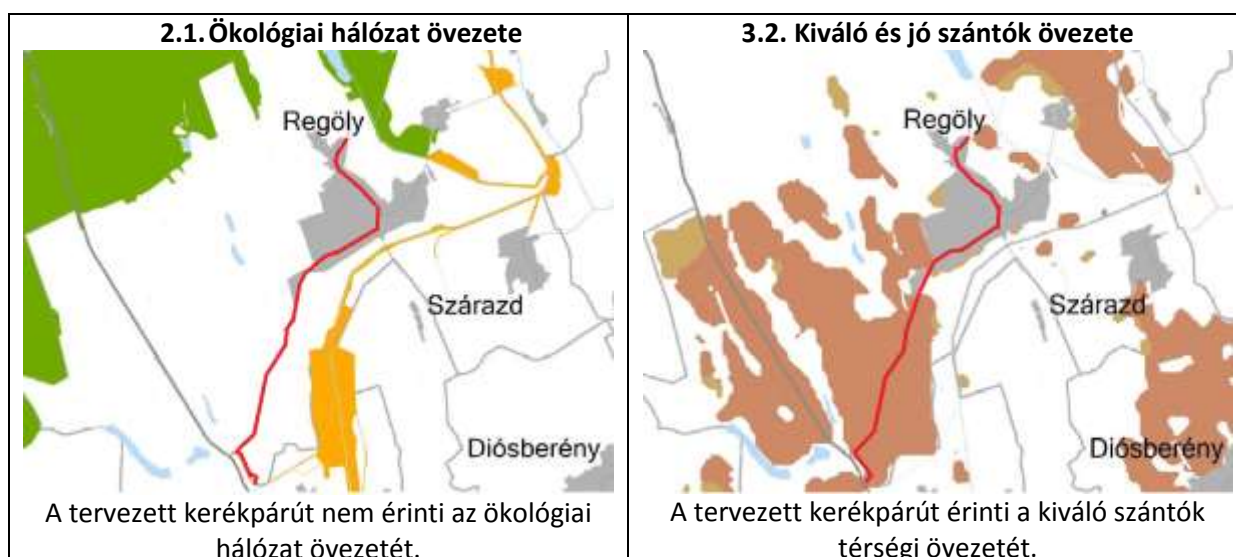 2.1. Ökológiai hálózat övezete
Regöly
Szárazd
Diósberény
A tervezett kerékpárút nem érinti az ökológiai
hálózat övezetét.
3.2. Kiváló és jó szántók övezete
Regöly
Szárazd
Diósberény
A tervezett kerékpárút érinti a kiváló szántók
térségi övezetét.